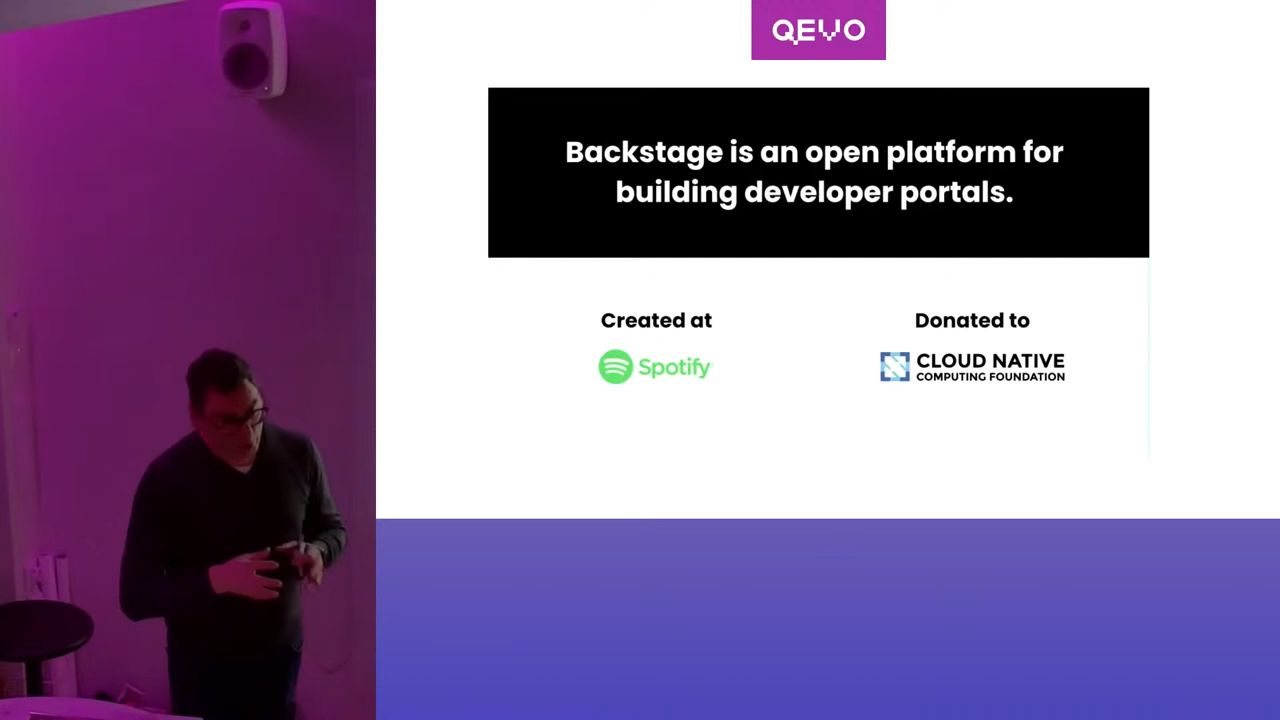 QEVO
Backstage is an open platform for
building developer portals.
Created at
Donated to
Spotify
CLOUD NATIVE
COMPUTING FOUNDATION